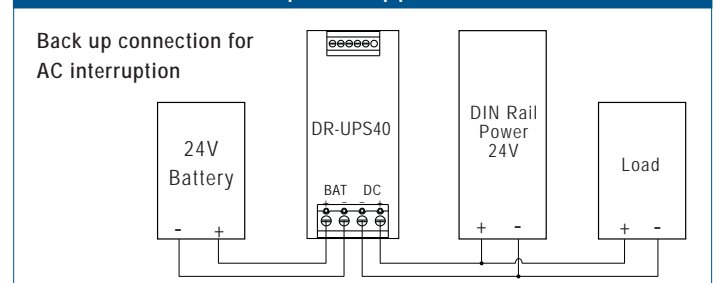 Back up connection for
AC interruption
24V
Battery
- +
DR-UPS40
BAT DC
+ - - +
DIN Rail
Power
24V
+ -
Load
+ -